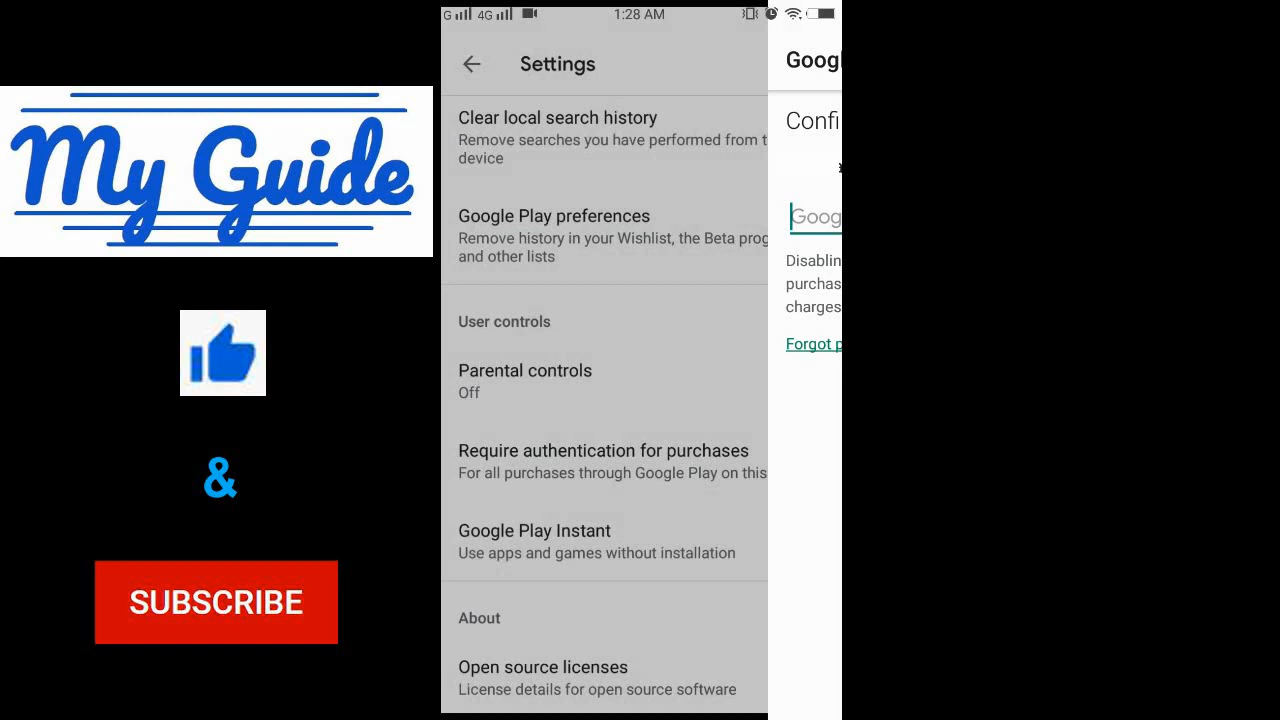 My Guide
&
SUBSCRIBE
G 4G 1:28 AM
Settings
Clear local search history
Remove searches you have performed from t
device
Google Play preferences
Remove history in your Wishlist, the Beta prog
and other lists
User controls
Parental controls
Off
Require authentication for purchases
For all purchases through Google Play on this
Google Play Instant
Use apps and games without installation
About
Open source licenses
License details for open source software
Googl
Confi
Goog
Disablin
purchas
charges
Forgot p